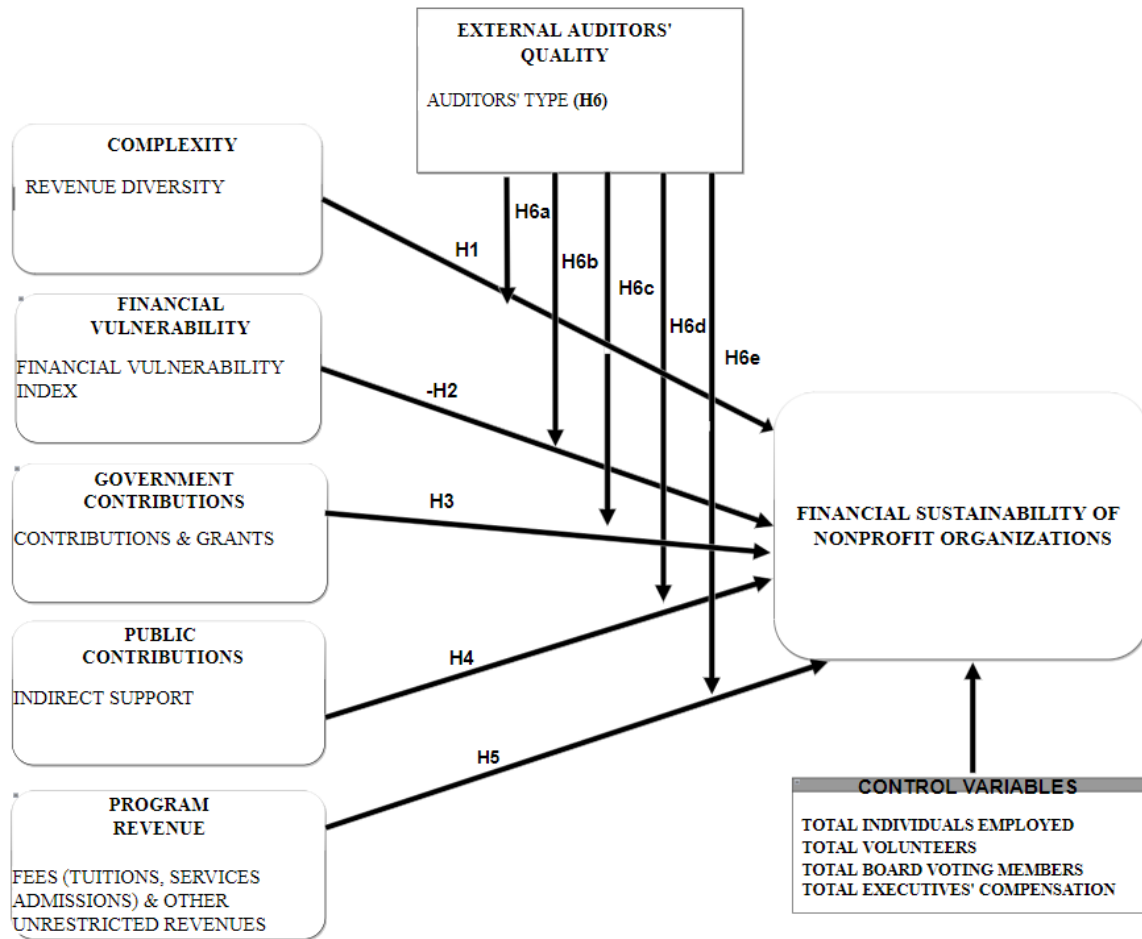 EXTERNAL AUDITORS'
QUALITY
AUDITORS' TYPE (H6)
COMPLEXITY
REVENUE DIVERSITY
H1
H6a
H6b
H6c
H6d
H6e
FINANCIAL
VULNERABILITY
FINANCIAL VULNERABILITY
INDEX
-H2
GOVERNMENT
CONTRIBUTIONS
CONTRIBUTIONS & GRANTS
H3
FINANCIAL SUSTAINABILITY OF
NONPROFIT ORGANIZATIONS
PUBLIC
CONTRIBUTIONS
INDIRECT SUPPORT
H4
PROGRAM
REVENUE
FEES (TUITIONS, SERVICES
ADMISSIONS) & OTHER
UNRESTRICTED REVENUES
H5
CONTROL VARIABLES
TOTAL INDIVIDUALS EMPLOYED
TOTAL VOLUNTEERS
TOTAL BOARD VOTING MEMBERS
TOTAL EXECUTIVES' COMPENSATION